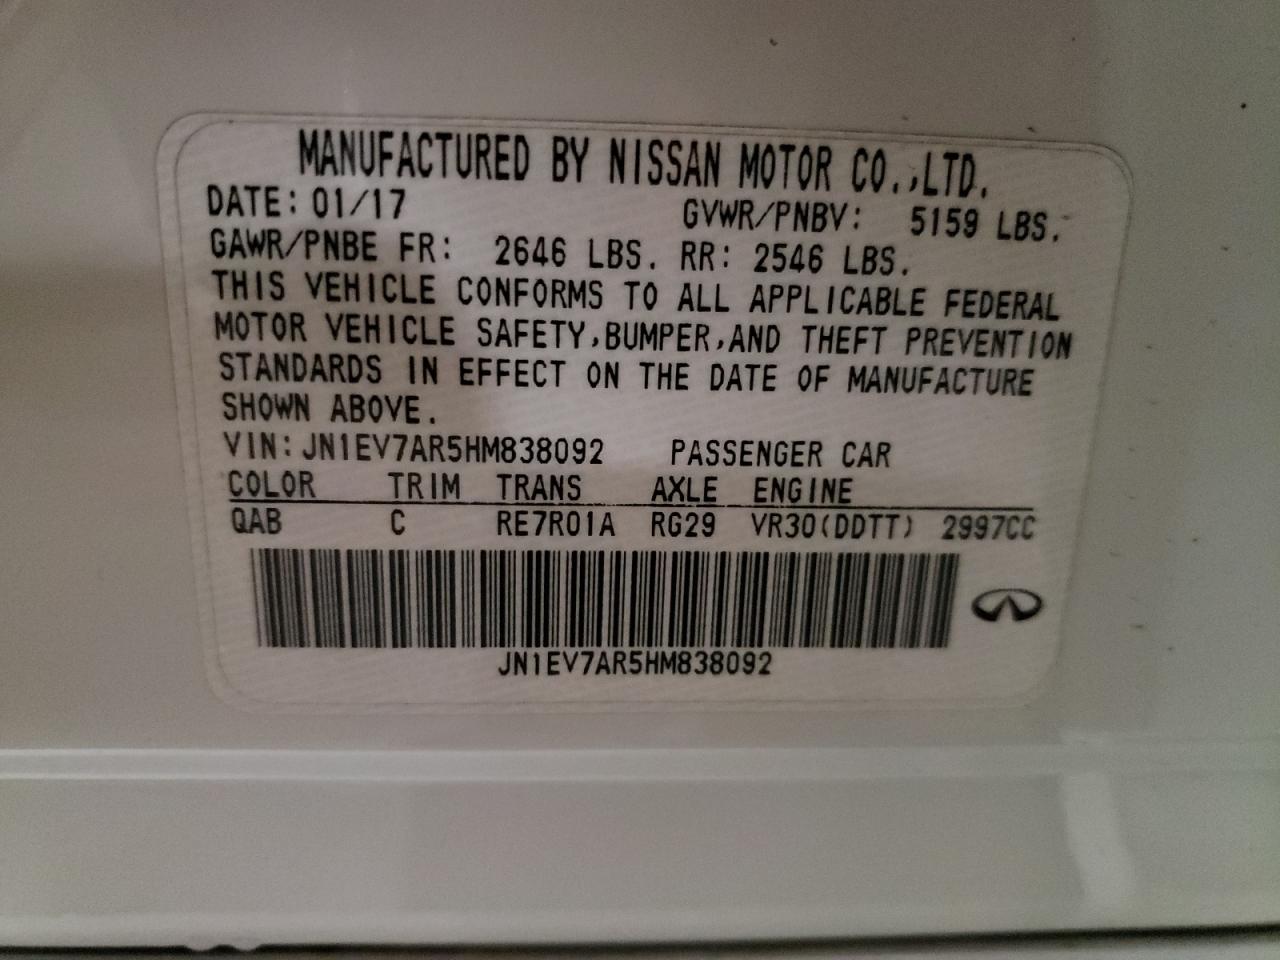 MANUFACTURED BY NISSAN MOTOR CO.,LTD.
DATE: 01/17 GVWR/PNBV: 5159 LBS.
GAWR/PNBE FR: 2646 LBS. RR: 2546 LBS.
THIS VEHICLE CONFORMS TO ALL APPLICABLE FEDERAL
MOTOR VEHICLE SAFETY,BUMPER,AND THEFT PREVENTION
STANDARDS IN EFFECT ON THE DATE OF MANUFACTURE
SHOWN ABOVE.
VIN: JN1EV7AR5HM838092 PASSENGER CAR
COLOR TRIM TRANS AXLE ENGINE
QAB C RE7R01A RG29 VR30(DDTT) 2997CC
JN1EV7AR5HM838092